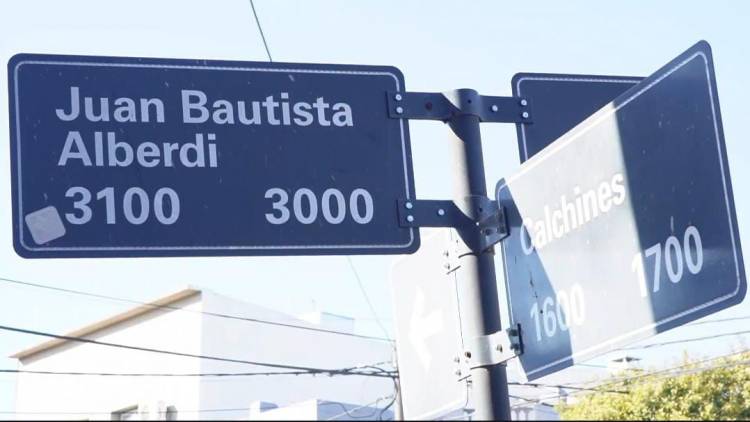 Juan Bautista
Alberdi
3100 3000
Calchines
1600 1700